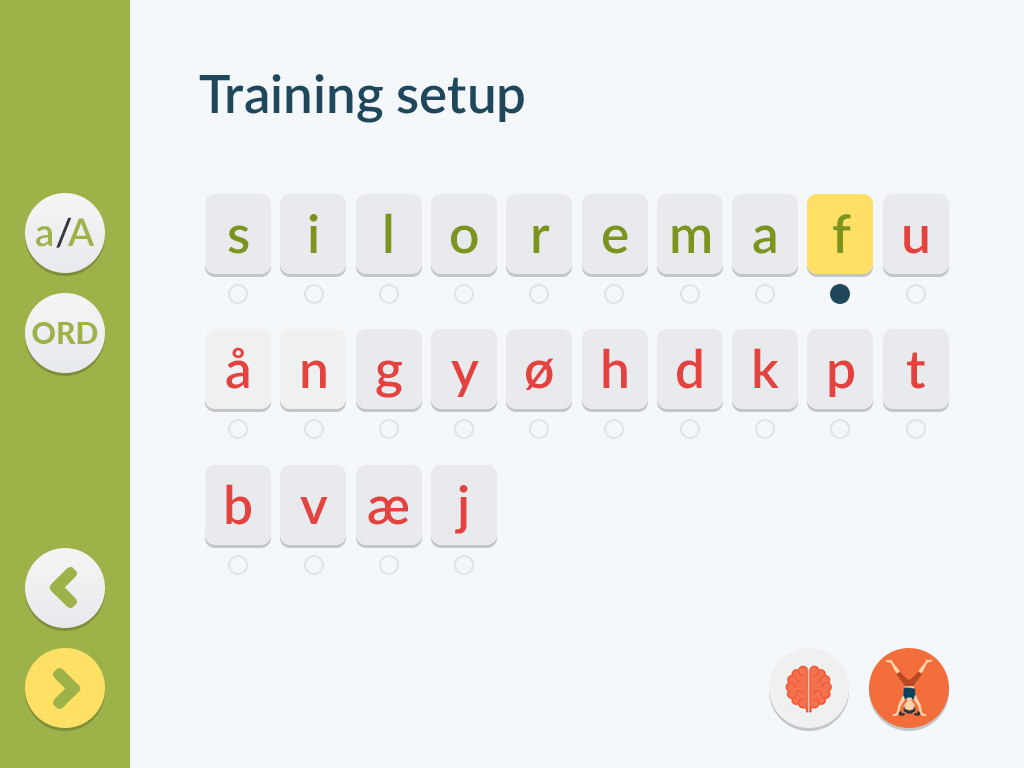 Training setup
a/A
ORD
s i l o r e m a f u
å n g y ø h d k p t
b v æ j